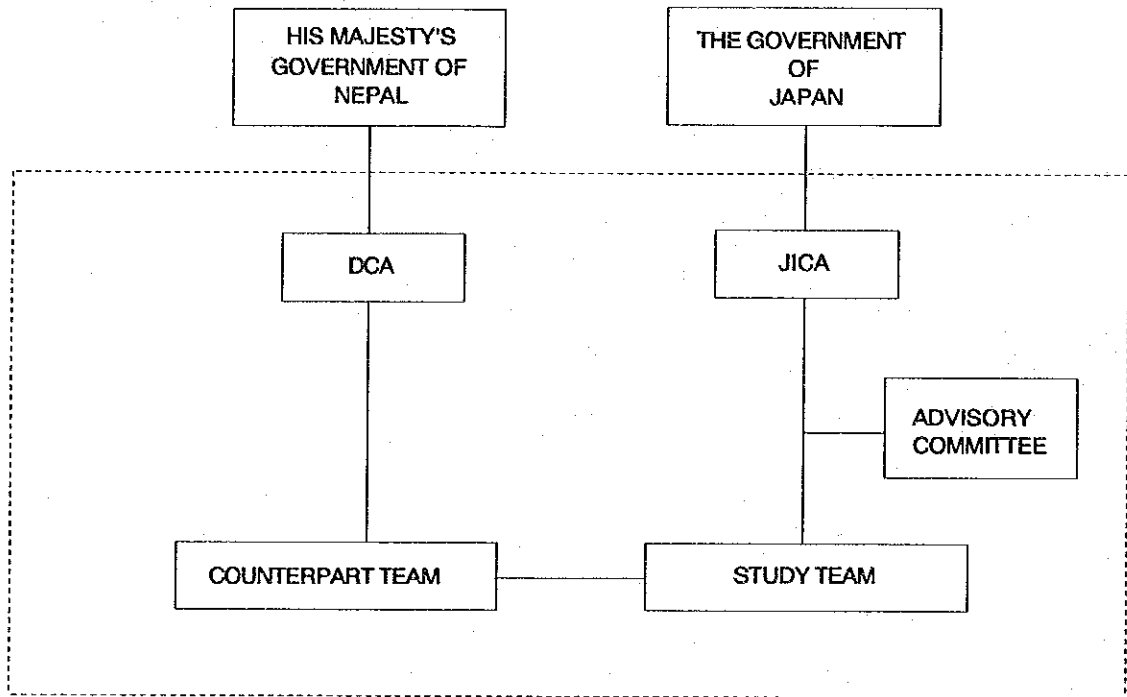 HIS MAJESTY'S
GOVERNMENT OF
NEPAL
THE GOVERNMENT
OF
JAPAN
DCA
JICA
ADVISORY
COMMITTEE
COUNTERPART TEAM
STUDY TEAM